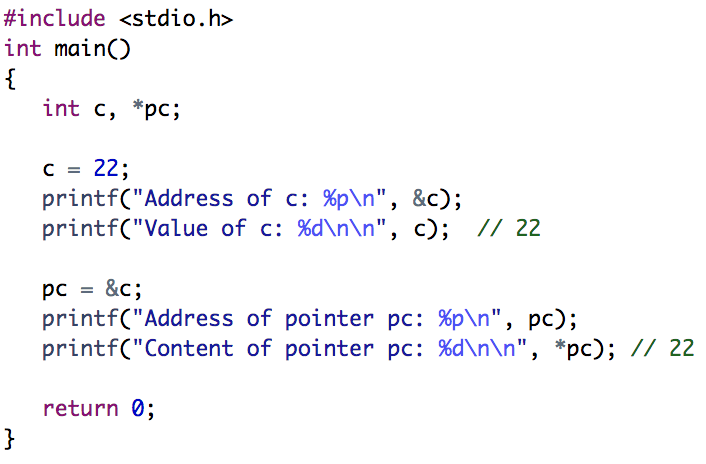 #include <stdio.h>
int main()
{
   int c, *pc;

   c = 22;
   printf("Address of c: %p\n", &c);
   printf("Value of c: %d\n\n", c);  // 22

   pc = &c;
   printf("Address of pointer pc: %p\n", pc);
   printf("Content of pointer pc: %d\n\n", *pc); // 22

   return 0;
}